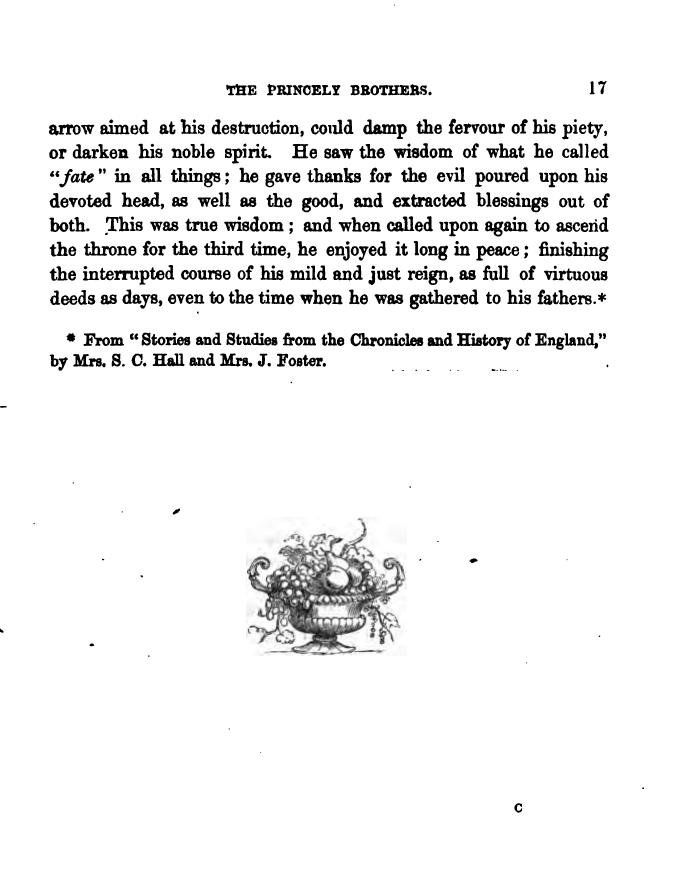 THE PRINCELY BROTHERS. 17
arrow aimed at his destruction, could damp the fervour of his piety,
or darken his noble spirit. He saw the wisdom of what he called
“fate” in all things; he gave thanks for the evil poured upon his
devoted head, as well as the good, and extracted blessings out of
both. This was true wisdom; and when called upon again to ascend
the throne for the third time, he enjoyed it long in peace; finishing
the interrupted course of his mild and just reign, as full of virtuous
deeds as days, even to the time when he was gathered to his fathers.*
* From “Stories and Studies from the Chronicles and History of England,”
by Mrs. S. C. Hall and Mrs. J. Foster.
C